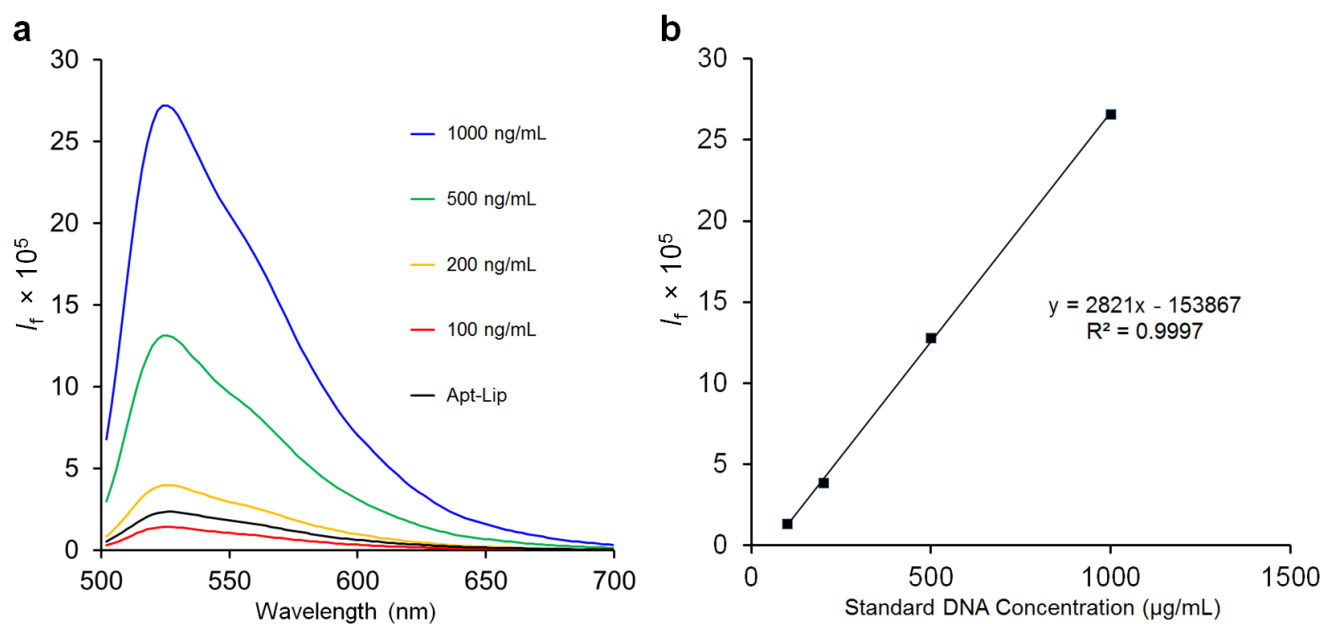 a
30
25
20
15
10
5
0
I_f × 10⁵
500
550
600
650
700
Wavelength (nm)
1000 ng/mL
500 ng/mL
200 ng/mL
100 ng/mL
Apt-Lip
b
30
25
20
15
10
5
0
I_f × 10⁵
y = 2821x - 153867
R² = 0.9997
0
500
1000
1500
Standard DNA Concentration (µg/mL)